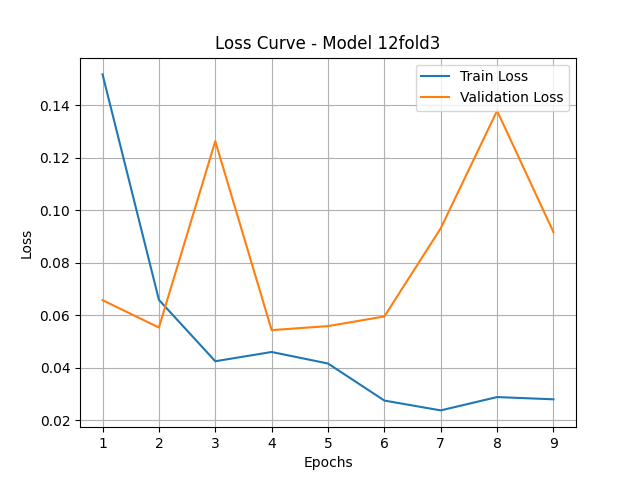 Loss Curve - Model 12fold3
Train Loss
Validation Loss
0.14
0.12
0.10
0.08
0.06
0.04
0.02
Loss
1 2 3 4 5 6 7 8 9
Epochs